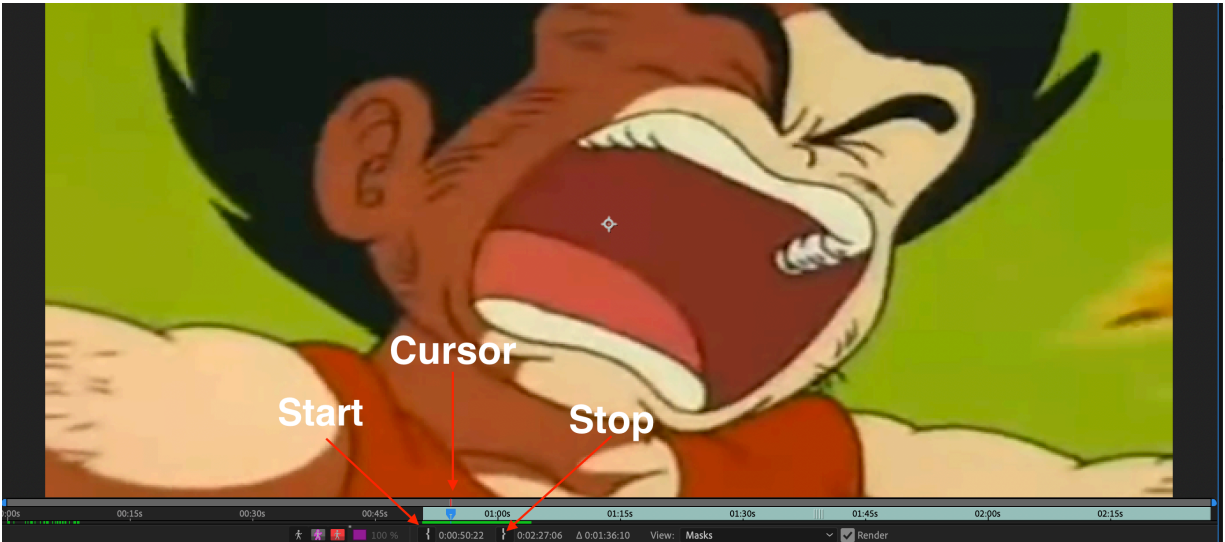 Cursor
Start
Stop
:00s 00:15s 00:30s 00:45s 01:00s 01:15s 01:30s 01:45s 02:00s 02:15s
100 % 0:00:50:22 0:02:27:06 Δ 0:01:36:10 View: Masks Render